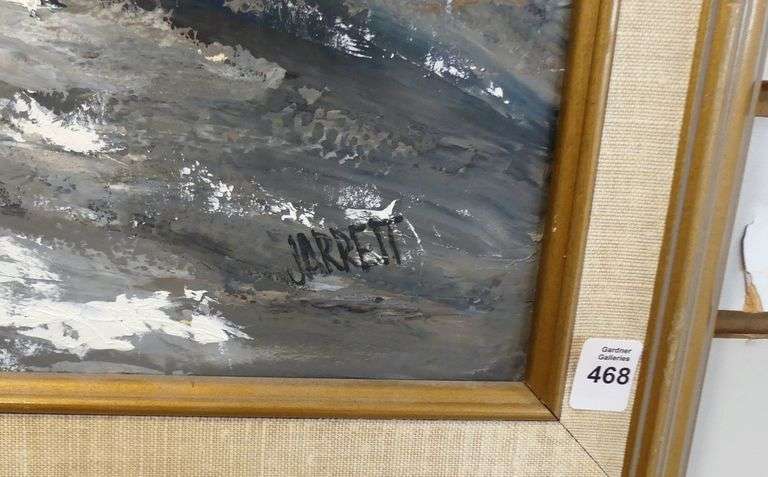 JARRETT
Gardner
Galleries
468